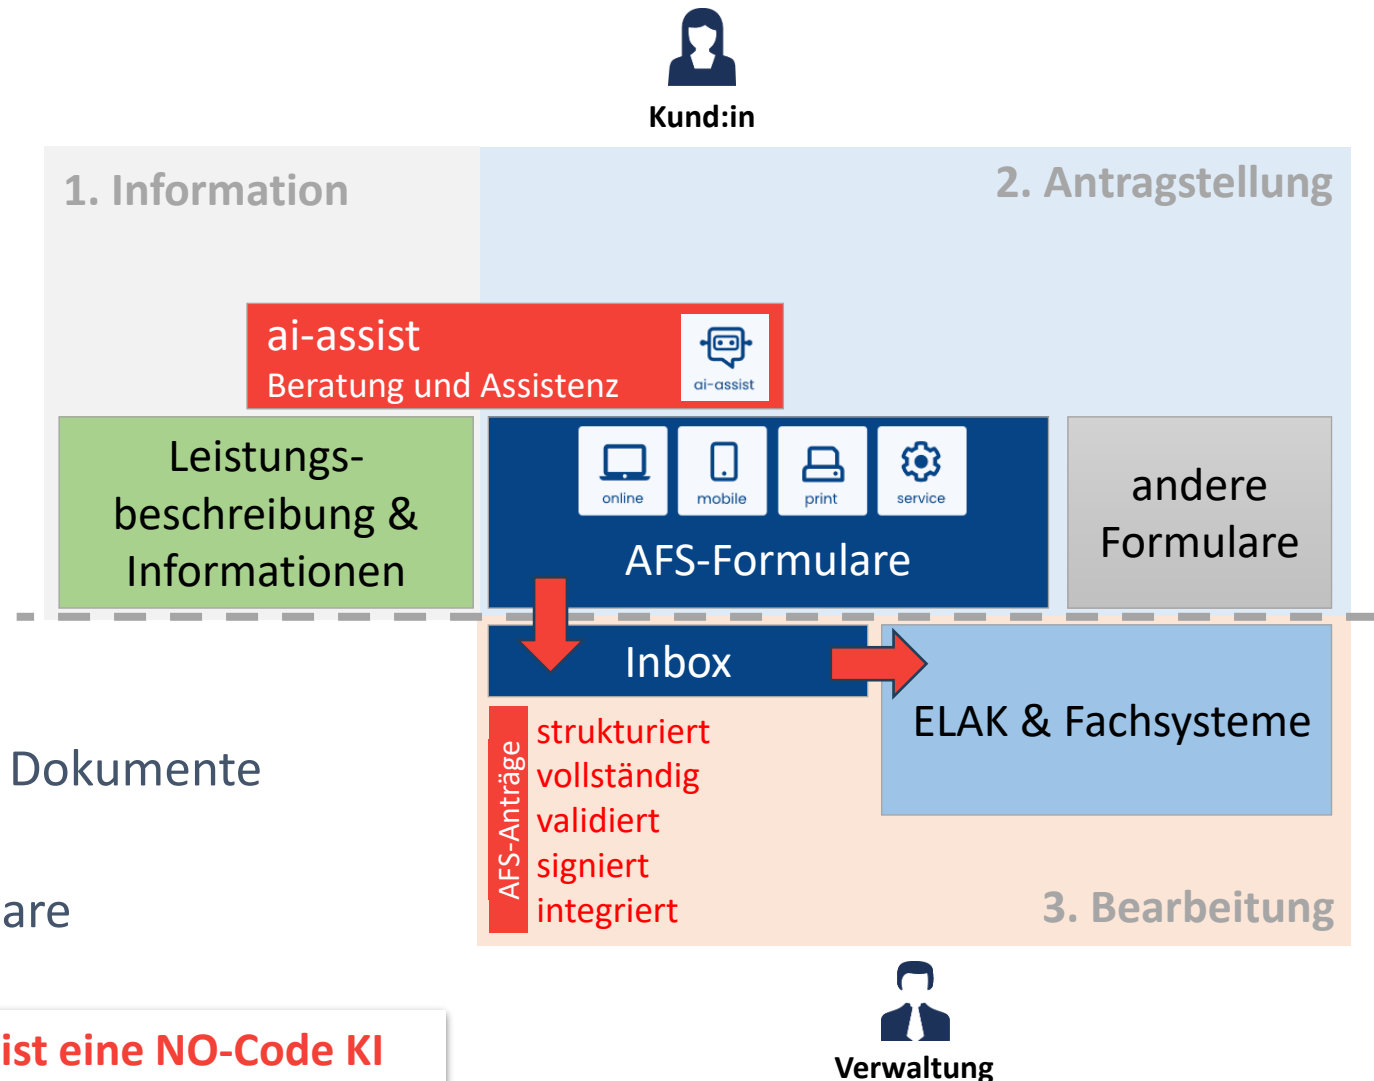 Kund:in
1. Information
2. Antragstellung
ai-assist
Beratung und Assistenz
ai-assist
Leistungs-
beschreibung &
Informationen
online
mobile
print
service
AFS-Formulare
andere
Formulare
Inbox
ELAK & Fachsysteme
AFS-Anträge
strukturiert
vollständig
validiert
signiert
integriert
3. Bearbeitung
Dokumente
are
ist eine NO-Code KI
Verwaltung